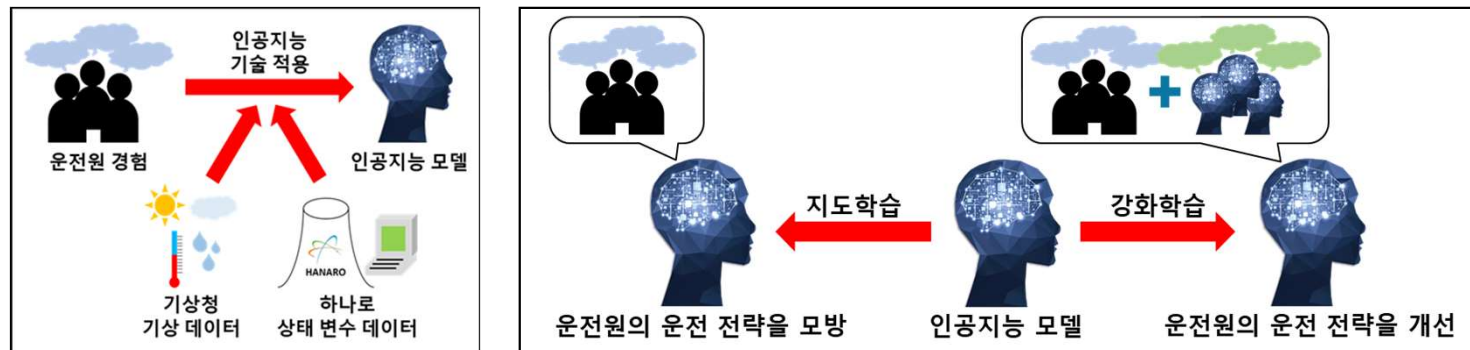 인공지능
기술 적용
운전원 경험
인공지능 모델
HANARO
기상청
기상 데이터
하나로
상태 변수 데이터
지도학습
강화학습
운전원의 운전 전략을 모방
인공지능 모델
운전원의 운전 전략을 개선